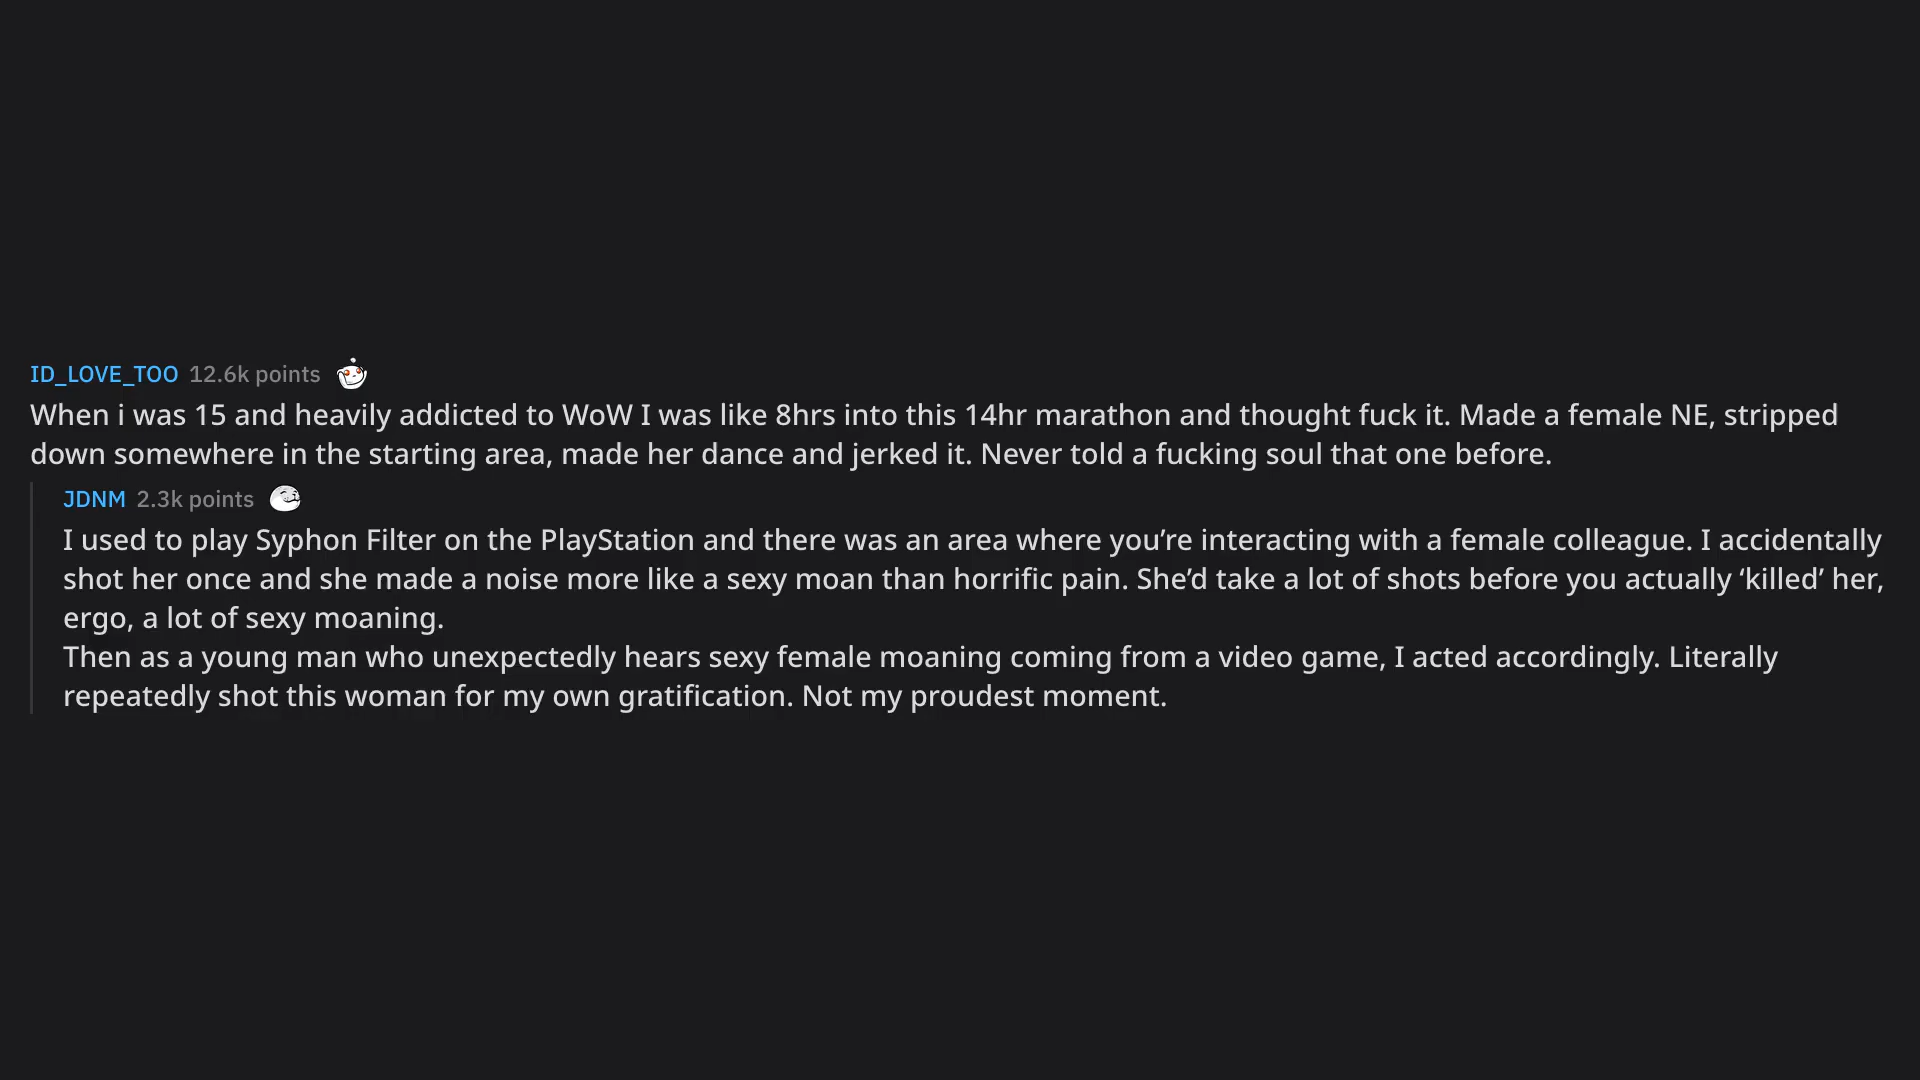 ID_LOVE_TOO 12.6k points
When i was 15 and heavily addicted to WoW I was like 8hrs into this 14hr marathon and thought fuck it. Made a female NE, stripped
down somewhere in the starting area, made her dance and jerked it. Never told a fucking soul that one before.
JDNM 2.3k points
I used to play Syphon Filter on the PlayStation and there was an area where you’re interacting with a female colleague. I accidentally
shot her once and she made a noise more like a sexy moan than horrific pain. She’d take a lot of shots before you actually ‘killed’ her,
ergo, a lot of sexy moaning.
Then as a young man who unexpectedly hears sexy female moaning coming from a video game, I acted accordingly. Literally
repeatedly shot this woman for my own gratification. Not my proudest moment.